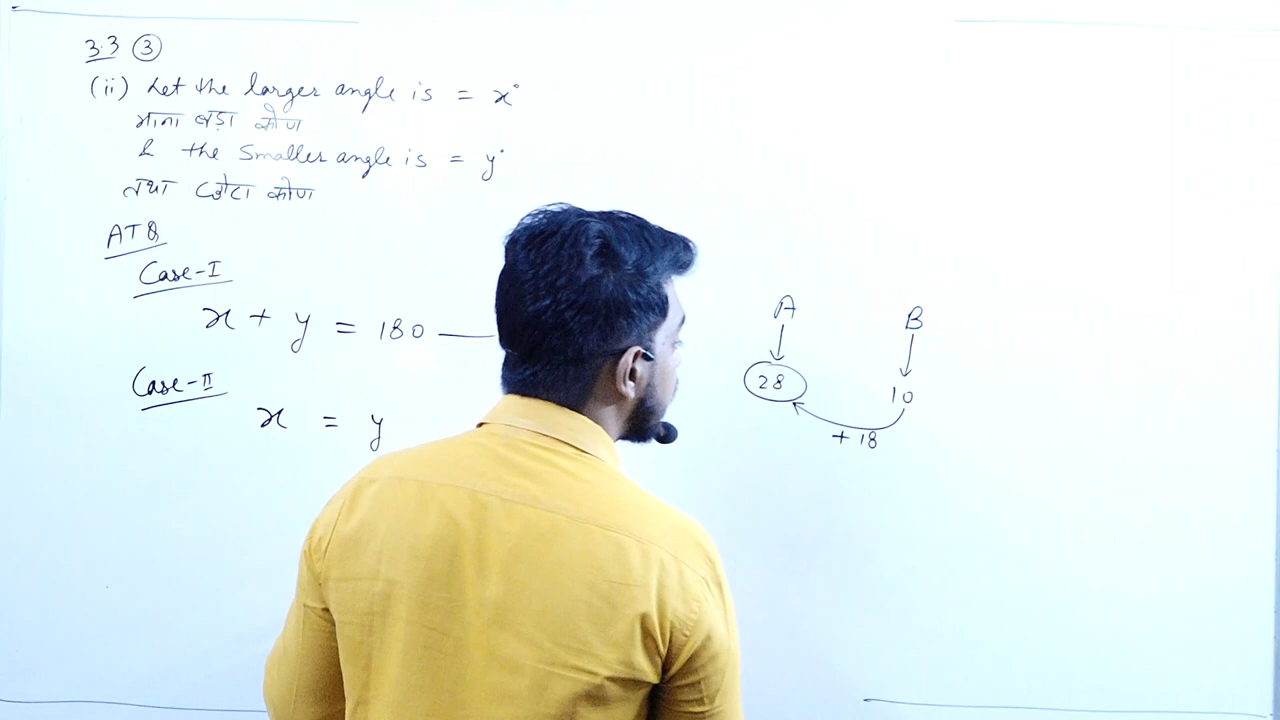 3.3 ③
(ii) Let the larger angle is = x°
माना बड़ा कोण
& the smaller angle is = y°
तथा छोटा कोण
ATQ
Case-I
x + y = 180 —
Case-II
x = y
A B
28 10
+ 18